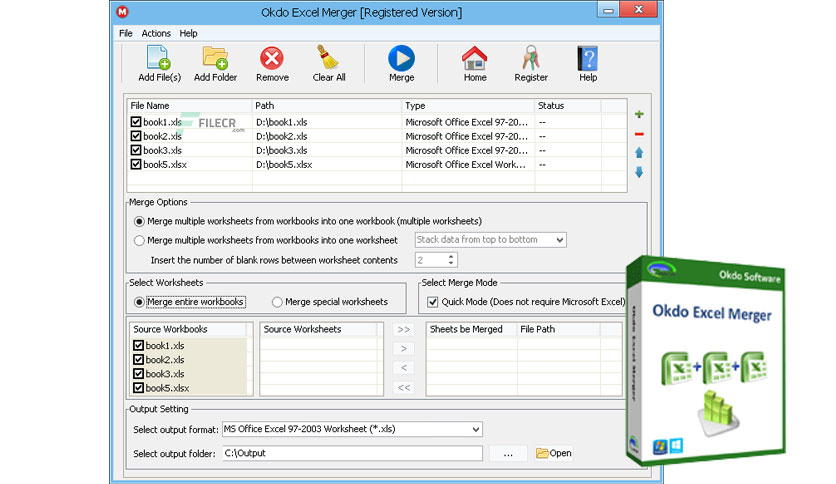 Okdo Excel Merger [Registered Version]
File Actions Help
Add File(s) Add Folder Remove Clear All Merge Home Register Help
File Name Path Type Status
book1.xls D:\book1.xls Microsoft Office Excel 97-20... --
book2.xls D:\book2.xls Microsoft Office Excel 97-20... --
book3.xls D:\book3.xls Microsoft Office Excel 97-20... --
book5.xlsx D:\book5.xlsx Microsoft Office Excel Work... --
FILECR
.com
Merge Options
Merge multiple worksheets from workbooks into one workbook (multiple worksheets)
Merge multiple worksheets from workbooks into one worksheet Stack data from top to bottom
Insert the number of blank rows between worksheet contents 2
Select Worksheets Select Merge Mode
Merge entire workbooks Merge special worksheets Quick Mode (Does not require Microsoft Excel)
Source Workbooks Source Worksheets >> Sheets be Merged File Path
book1.xls
book2.xls >
book3.xls <
book5.xlsx <<
Output Setting
Select output format: MS Office Excel 97-2003 Worksheet (*.xls)
Select output folder: C:\Output ... Open
Okdo Software
Okdo Excel Merger
Okdo Excel Merger